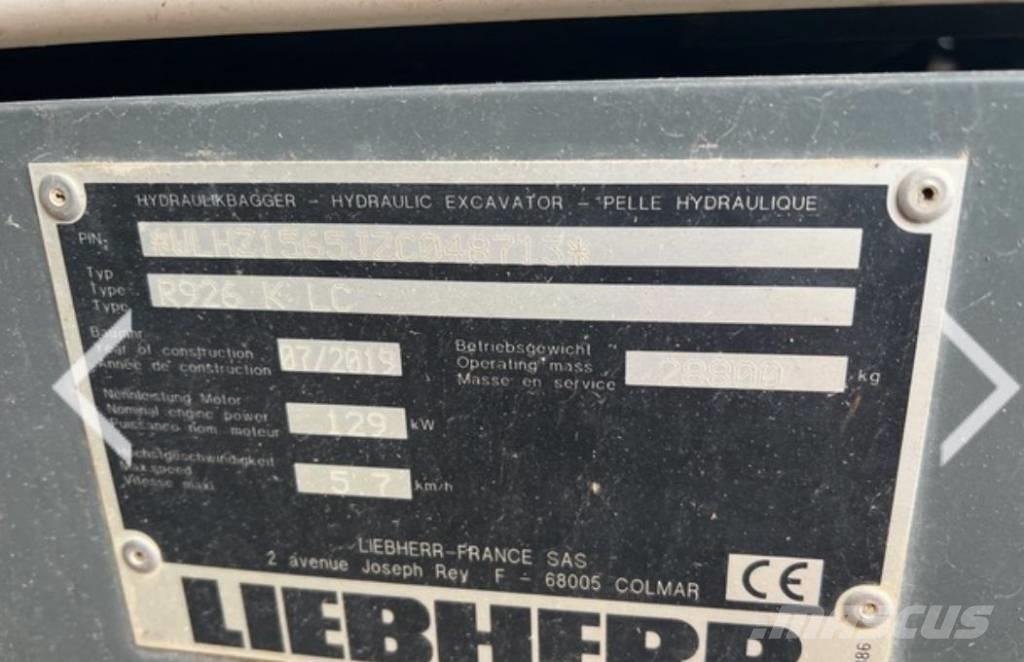 HYDRAULIKBAGGER - HYDRAULIC EXCAVATOR - PELLE HYDRAULIQUE
PIN: *WLHZ1565JZC048713*
Typ
Type
Type
R926 K LC
Baujahr
Year of construction
Année de construction
07/2019
Betriebsgewicht
Operating mass
Masse en service
28800 kg
Nennleistung Motor
Nominal engine power
Puissance nom. moteur
129 kW
Höchstgeschwindigkeit
Max.speed
Vitesse maxi.
5.7 km/h
LIEBHERR-FRANCE SAS
2 avenue Joseph Rey F - 68005 COLMAR
CE
LIEBHERR
MASCUS